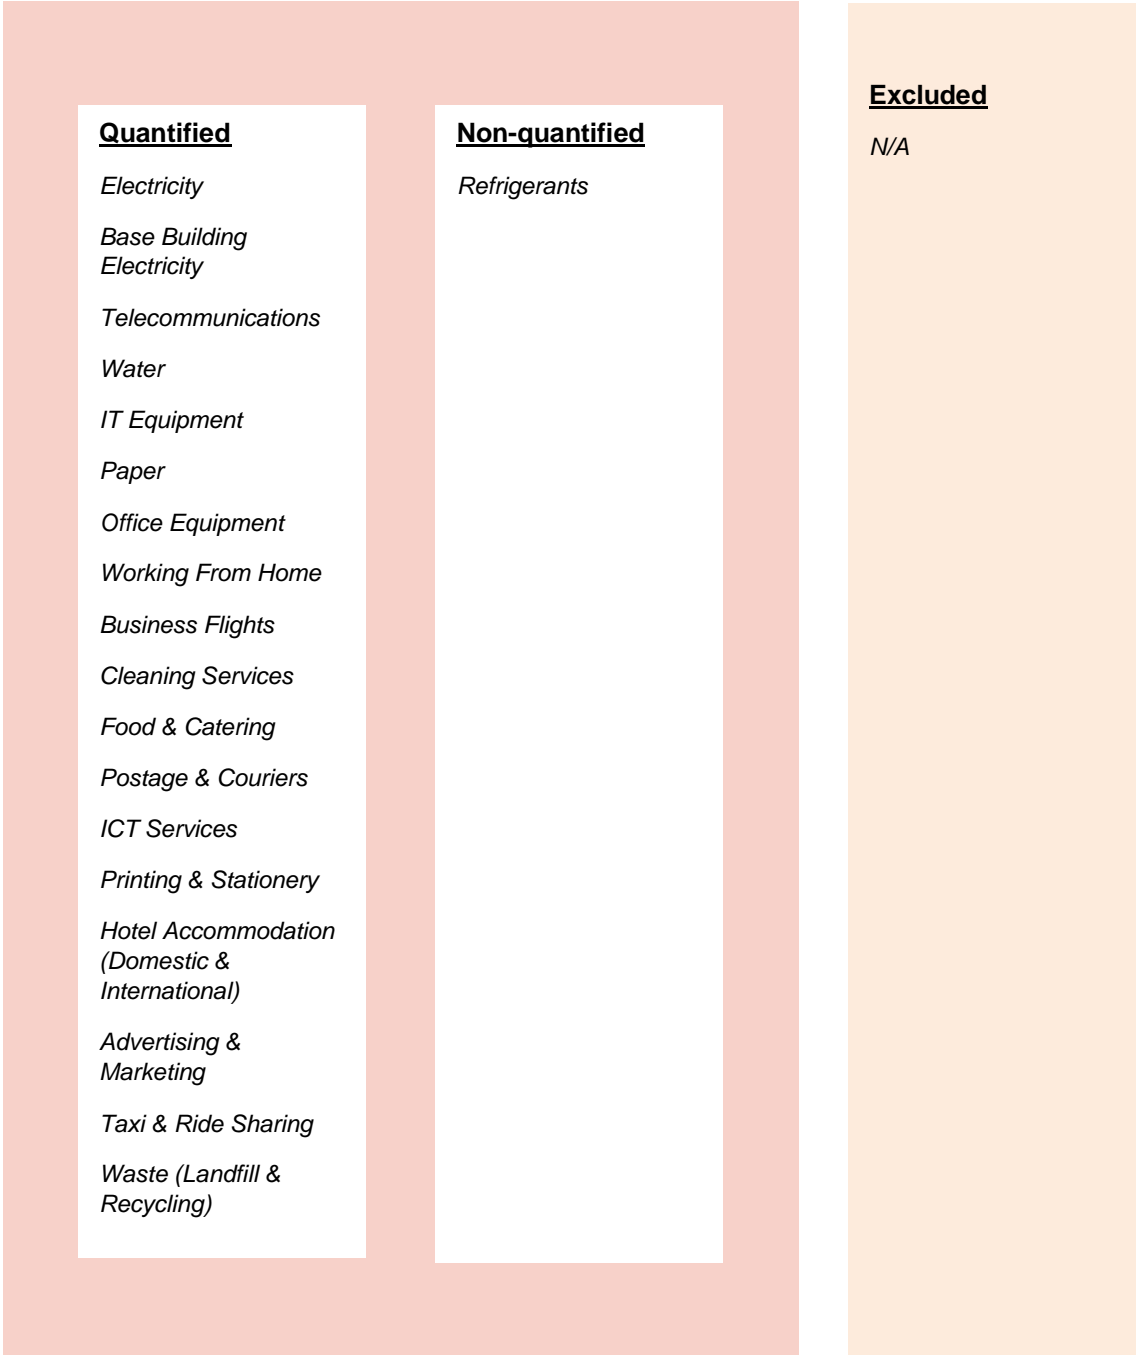 Quantified
Electricity
Base Building
Electricity
Telecommunications
Water
IT Equipment
Paper
Office Equipment
Working From Home
Business Flights
Cleaning Services
Food & Catering
Postage & Couriers
ICT Services
Printing & Stationery
Hotel Accommodation
(Domestic &
International)
Advertising &
Marketing
Taxi & Ride Sharing
Waste (Landfill &
Recycling)
Non-quantified
Refrigerants
Excluded
N/A